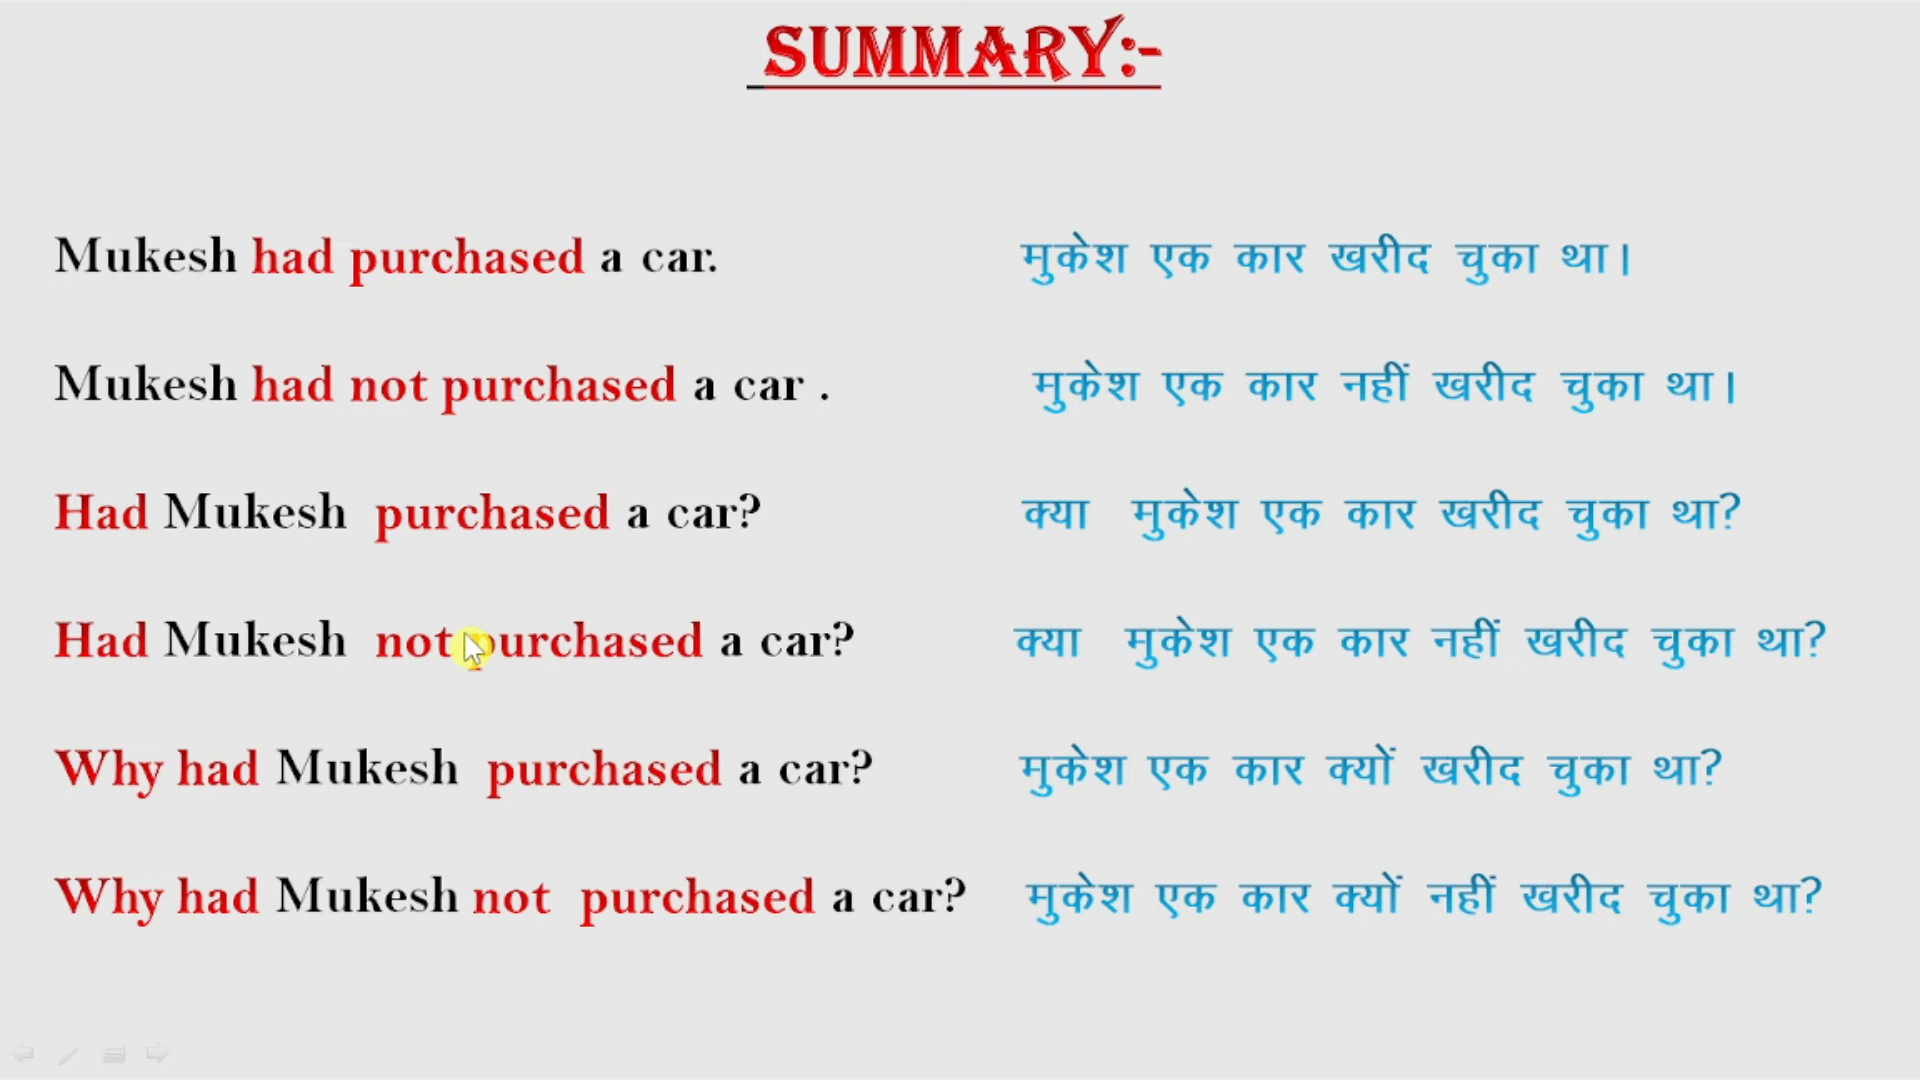 SUMMARY:-
Mukesh had purchased a car. मुकेश एक कार खरीद चुका था।
Mukesh had not purchased a car . मुकेश एक कार नहीं खरीद चुका था।
Had Mukesh purchased a car? क्या मुकेश एक कार खरीद चुका था?
Had Mukesh not purchased a car? क्या मुकेश एक कार नहीं खरीद चुका था?
Why had Mukesh purchased a car? मुकेश एक कार क्यों खरीद चुका था?
Why had Mukesh not purchased a car? मुकेश एक कार क्यों नहीं खरीद चुका था?